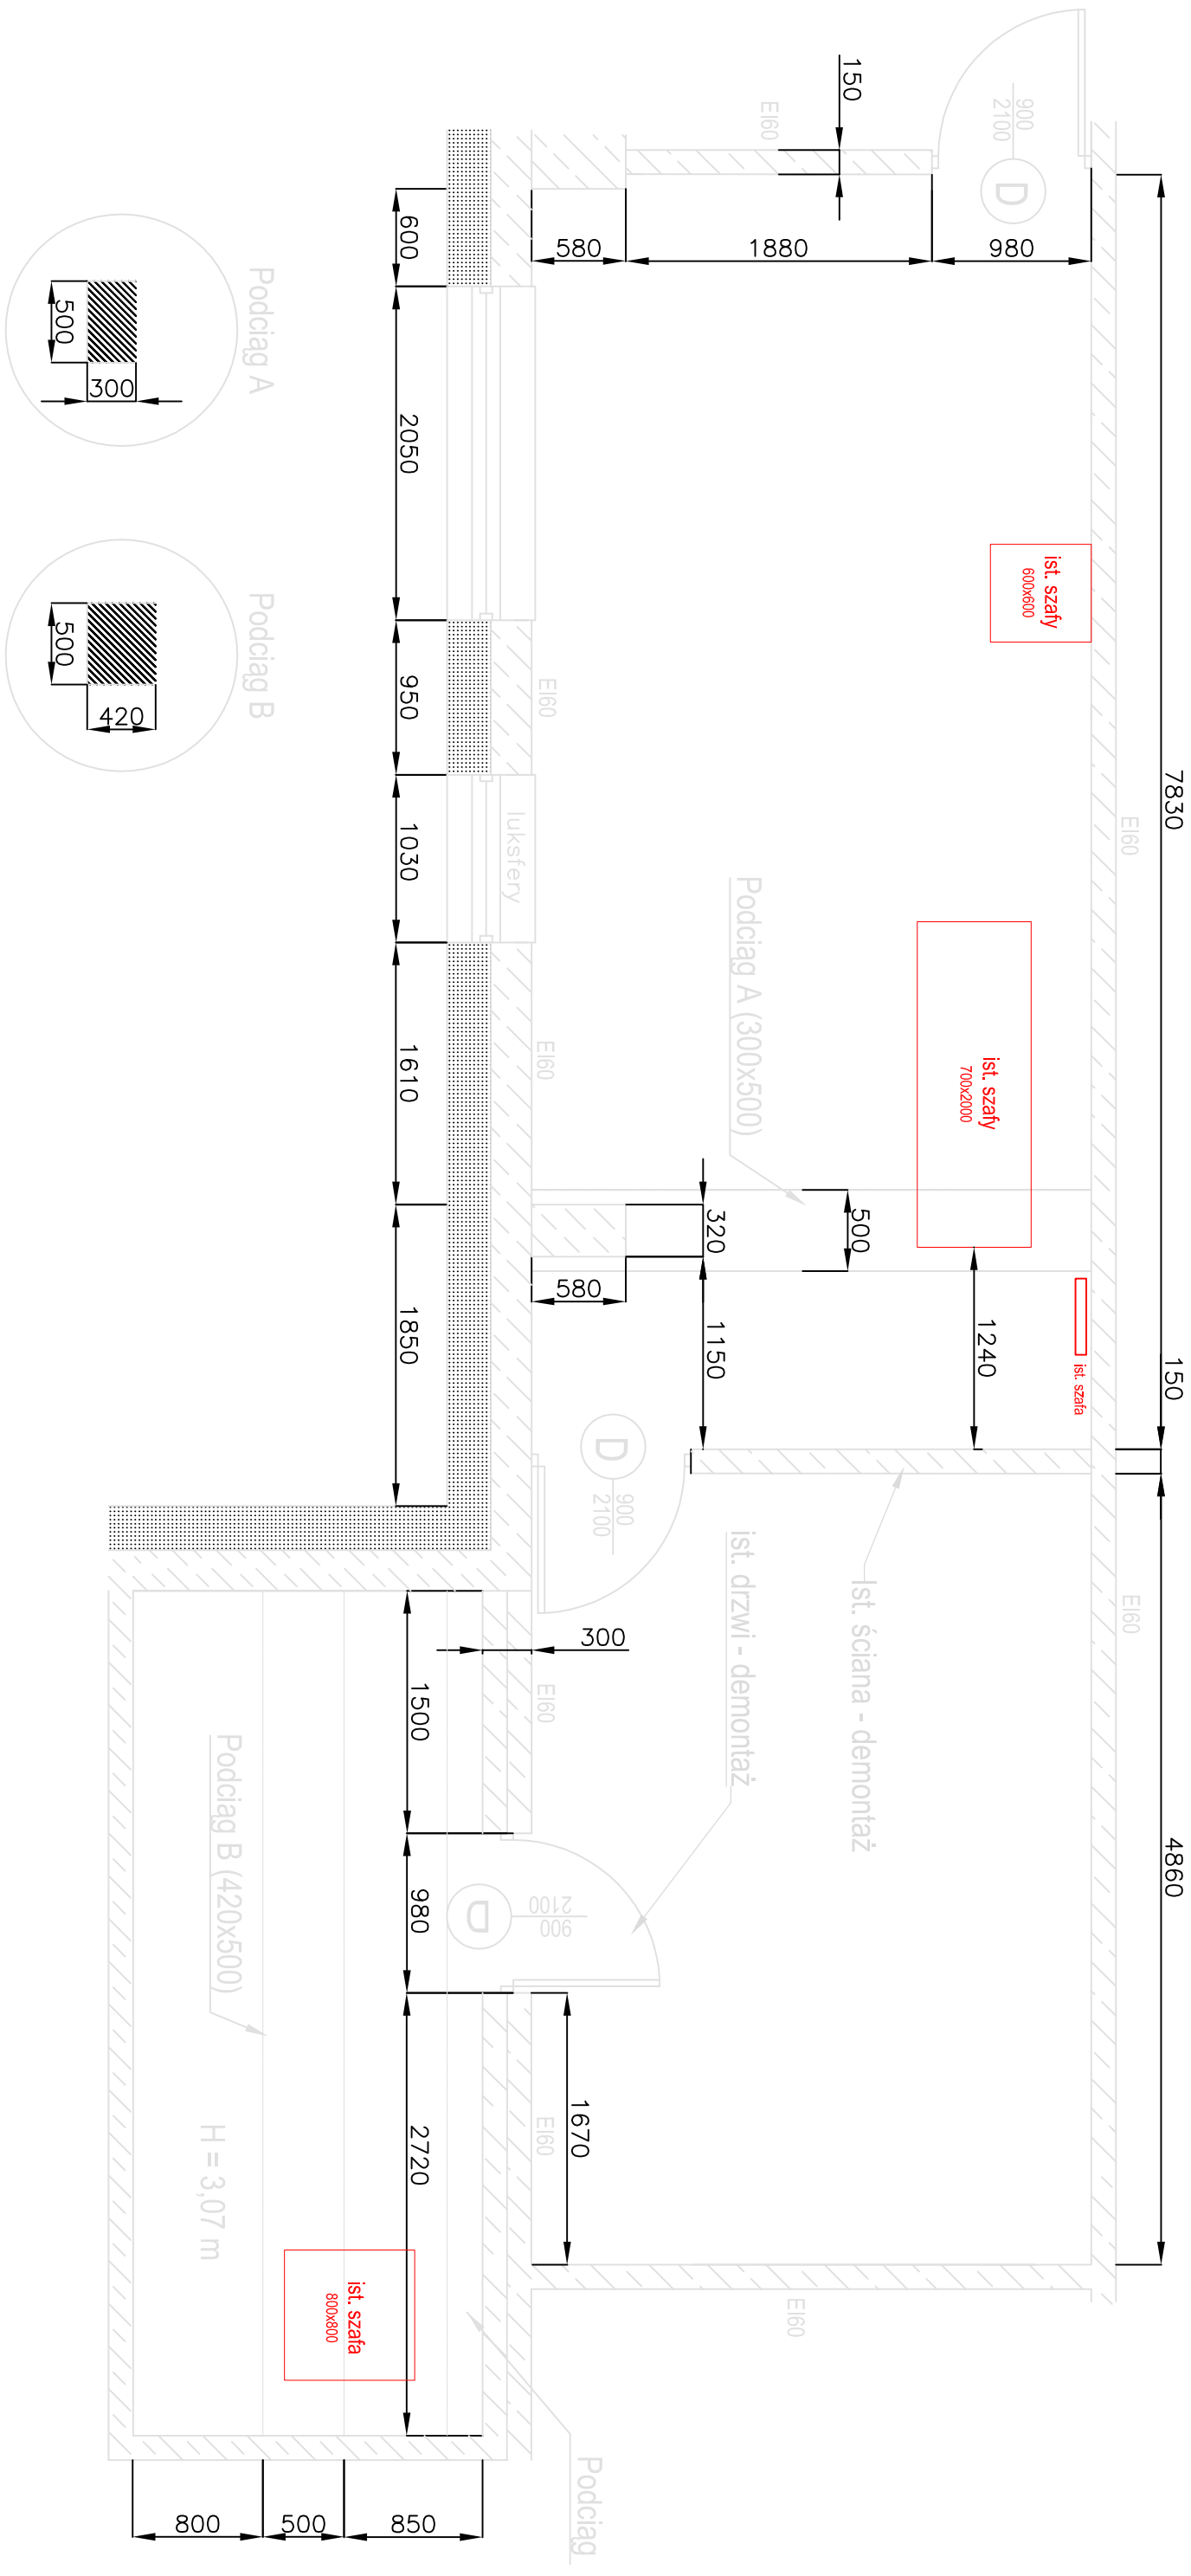 7830
150
4860
EI60
EI60
900
2100
D
EI60
150
980
1880
580
ist. szafy
600x600
ist. szafy
700x2000
ist. szafa
1240
500
320
1150
580
Podciąg A (300x500)
Ist. ściana - demontaż
ist. drzwi - demontaż
D
900
2100
EI60
luksfery
EI60
EI60
EI60
EI60
300
1670
900
2100
D
600
2050
950
1030
1610
1850
1500
980
2720
Podciąg B (420x500)
H = 3,07 m
ist. szafa
800x800
Podciąg
800
500
850
Podciąg A
500
300
Podciąg B
500
420